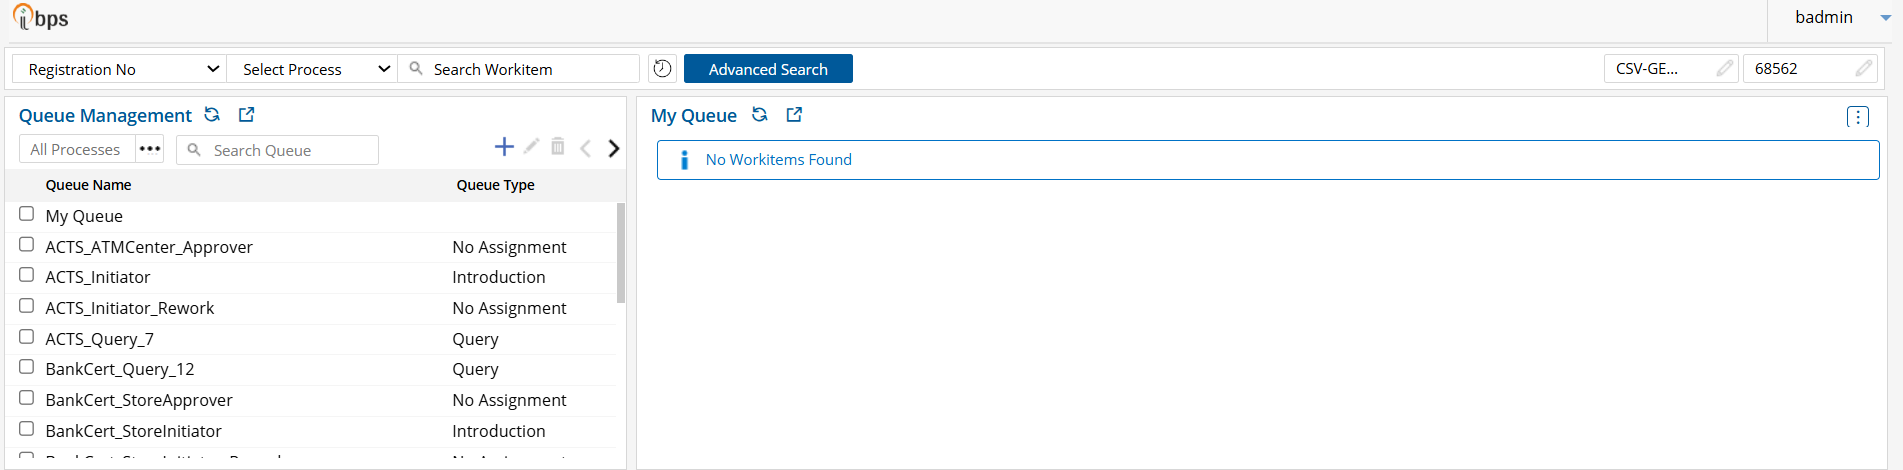 ibps
badmin
Registration No
Select Process
Search Workitem
Advanced Search
CSV-GE...
68562
Queue Management
All Processes
Search Queue
Queue Name Queue Type
My Queue
ACTS_ATMCenter_Approver No Assignment
ACTS_Initiator Introduction
ACTS_Initiator_Rework No Assignment
ACTS_Query_7 Query
BankCert_Query_12 Query
BankCert_StoreApprover No Assignment
BankCert_StoreInitiator Introduction
My Queue
No Workitems Found